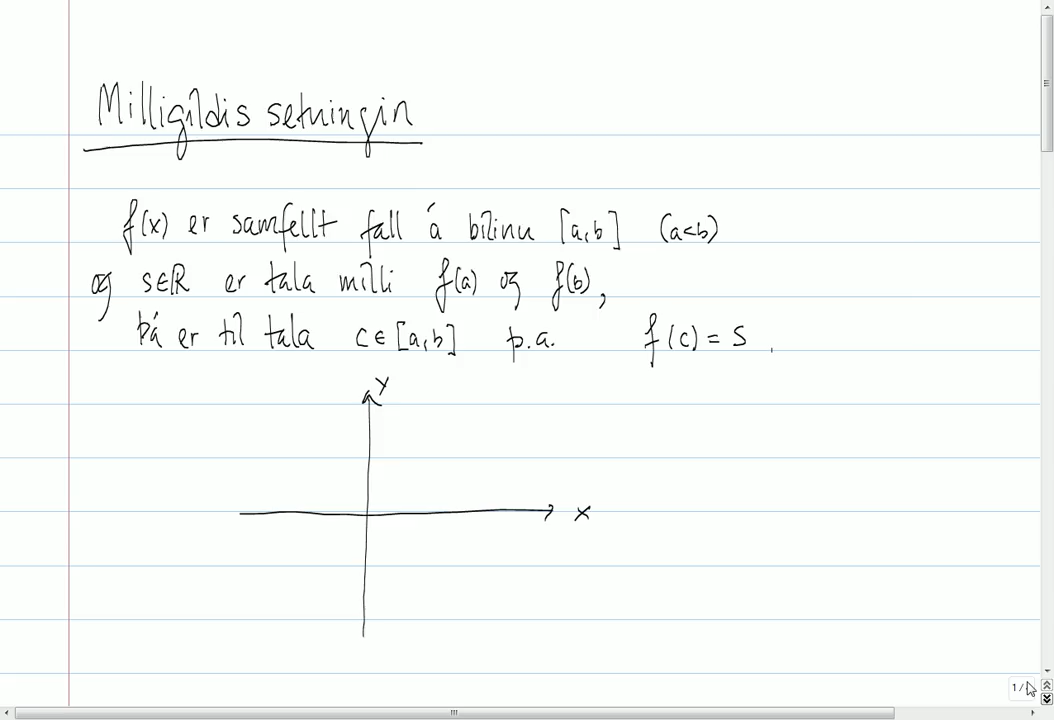 Milligildis setningin
f(x) er samfellt fall á bilinu [a,b] (a<b)
og s∈ℝ er tala milli f(a) og f(b),
þá er til tala c∈[a,b] þ.a. f(c) = s.
y
x
1/